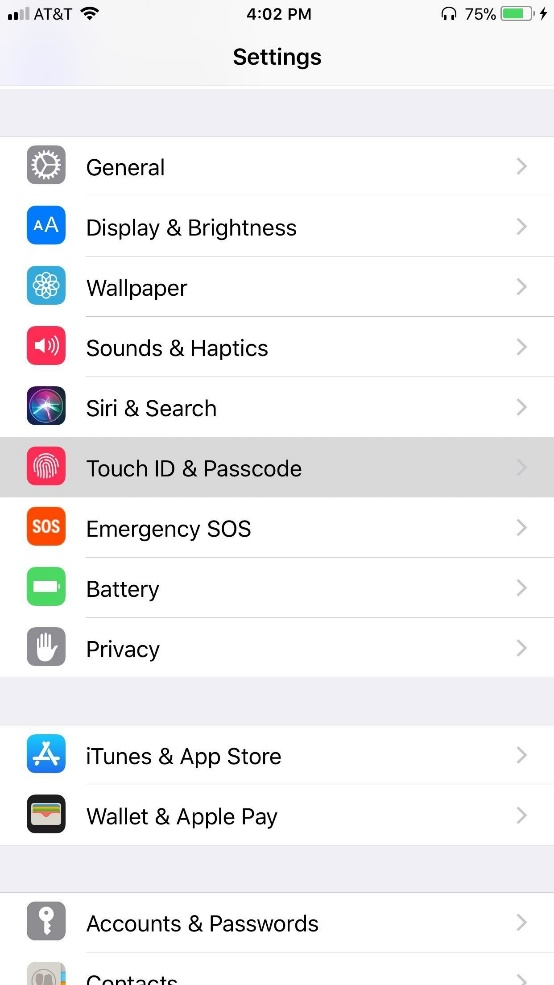 AT&T 4:02 PM 75%
Settings
General
AA Display & Brightness
Wallpaper
Sounds & Haptics
Siri & Search
Touch ID & Passcode
SOS Emergency SOS
Battery
Privacy
iTunes & App Store
Wallet & Apple Pay
Accounts & Passwords
Contacts